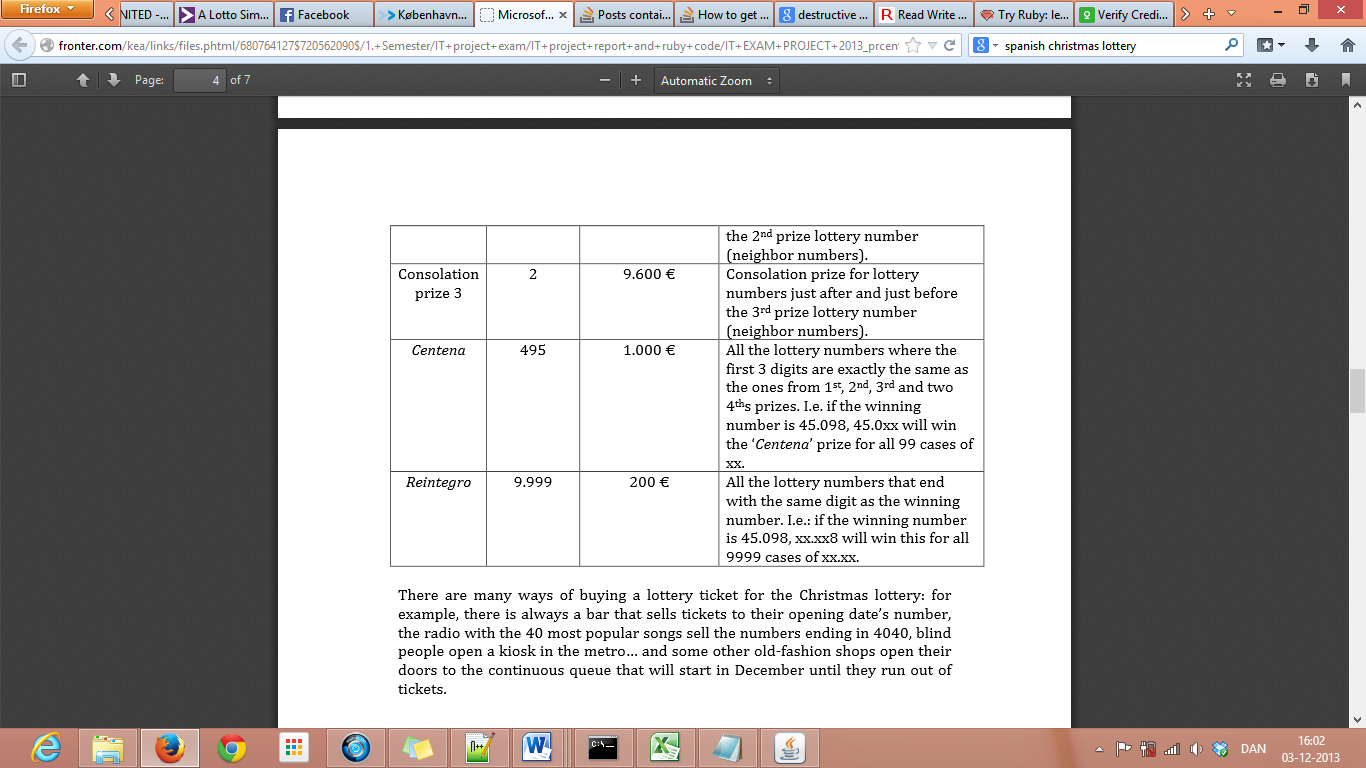 Firefox
NITED -...
A Lotto Sim...
Facebook
København...
Microsof...
Posts contai...
How to get ...
destructive ...
Read Write ...
Try Ruby: le...
Verify Credi...
fronter.com/kea/links/files.phtml/680764127$720562090$/1.+Semester/IT+project+exam/IT+project+report+and+ruby+code/IT+EXAM+PROJECT+2013_prcent
spanish christmas lottery
Page: 4 of 7
Automatic Zoom
the 2nd prize lottery number
(neighbor numbers).
Consolation
prize 3
2
9.600 €
Consolation prize for lottery
numbers just after and just before
the 3rd prize lottery number
(neighbor numbers).
Centena
495
1.000 €
All the lottery numbers where the
first 3 digits are exactly the same as
the ones from 1st, 2nd, 3rd and two
4ths prizes. I.e. if the winning
number is 45.098, 45.0xx will win
the ‘Centena’ prize for all 99 cases of
xx.
Reintegro
9.999
200 €
All the lottery numbers that end
with the same digit as the winning
number. I.e.: if the winning number
is 45.098, xx.xx8 will win this for all
9999 cases of xx.xx.
There are many ways of buying a lottery ticket for the Christmas lottery: for
example, there is always a bar that sells tickets to their opening date’s number,
the radio with the 40 most popular songs sell the numbers ending in 4040, blind
people open a kiosk in the metro… and some other old-fashion shops open their
doors to the continuous queue that will start in December until they run out of
tickets.
DAN
16:02
03-12-2013